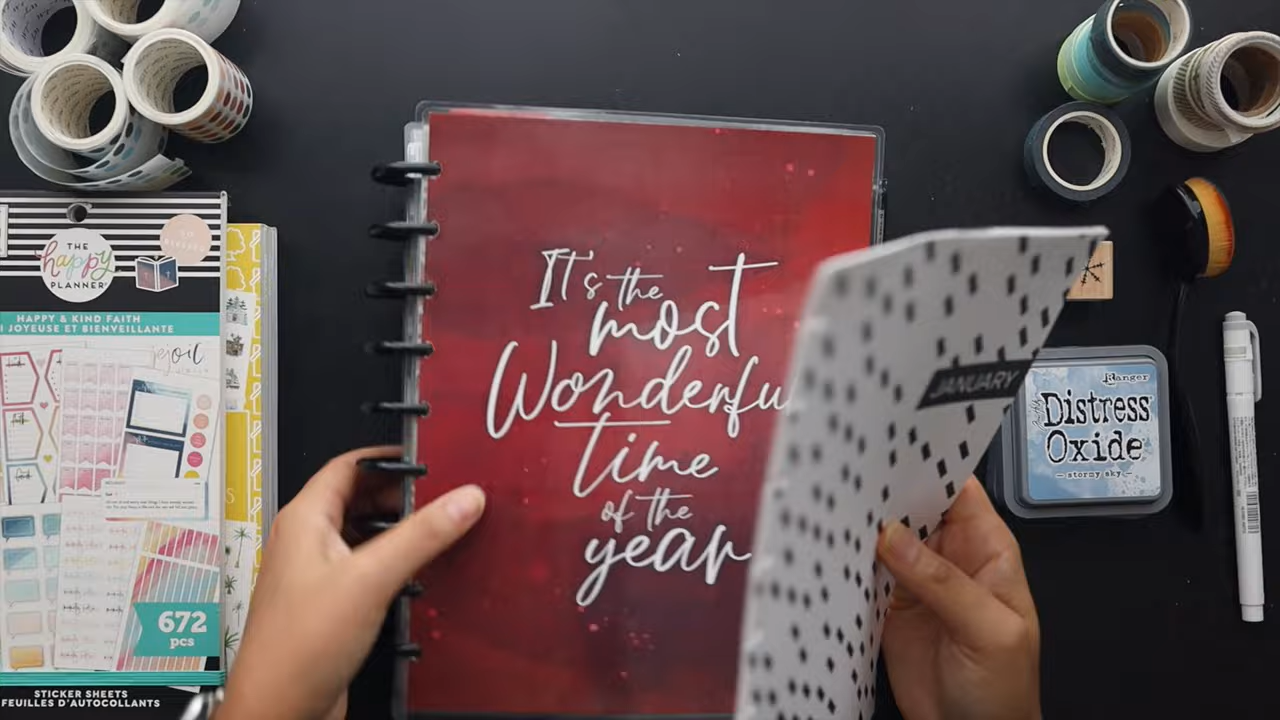 THE
happy
PLANNER
HAPPY & KIND FAITH
JOYEUSE ET BIENVEILLANTE
672
pcs
STICKER SHEETS
FEUILLES D'AUTOCOLLANTS
It's the
most
Wonderfu
time
of the
year
JANUARY
Ranger
Distress
Oxide
stormy sky